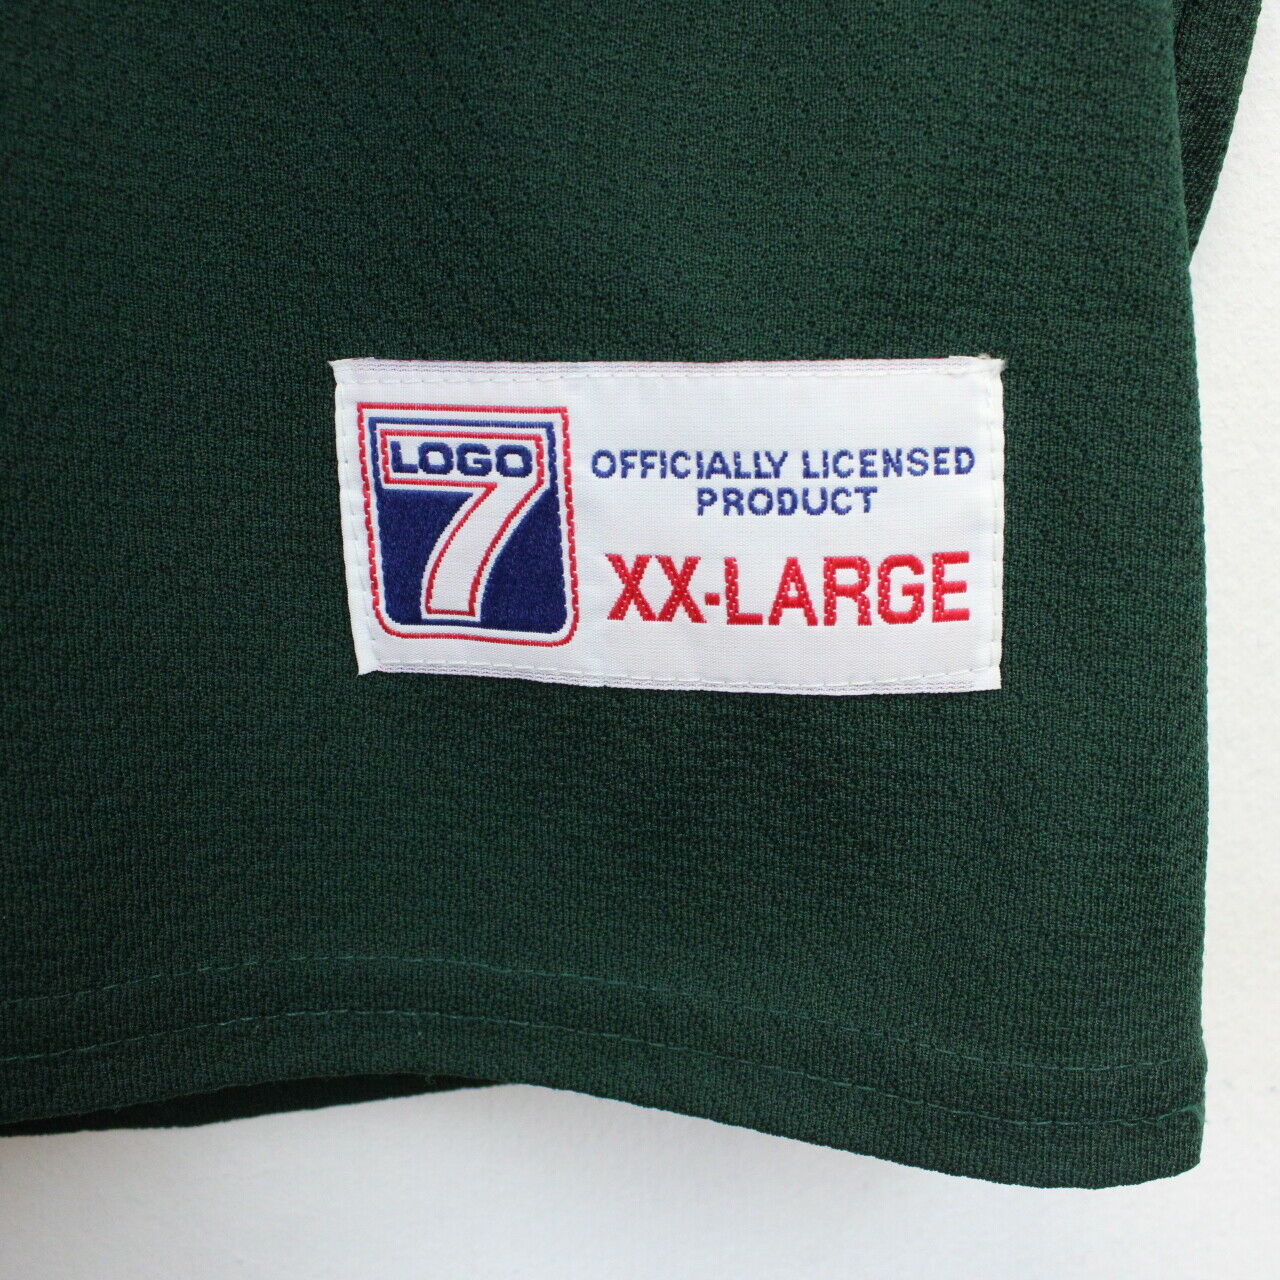 LOGO
7
OFFICIALLY LICENSED
PRODUCT
XX-LARGE